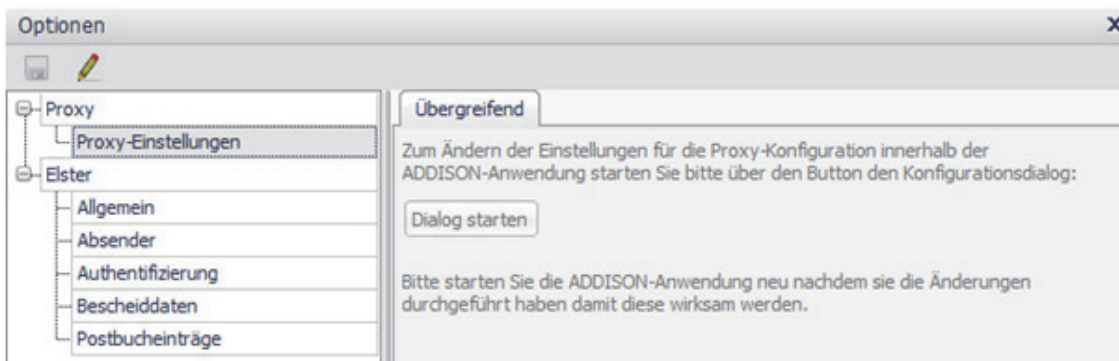 Optionen
x
Proxy
Proxy-Einstellungen
Elster
Allgemein
Absender
Authentifizierung
Bescheiddaten
Postbucheinträge
Übergreifend
Zum Ändern der Einstellungen für die Proxy-Konfiguration innerhalb der
ADDISON-Anwendung starten Sie bitte über den Button den Konfigurationsdialog:
Dialog starten
Bitte starten Sie die ADDISON-Anwendung neu nachdem sie die Änderungen
durchgeführt haben damit diese wirksam werden.